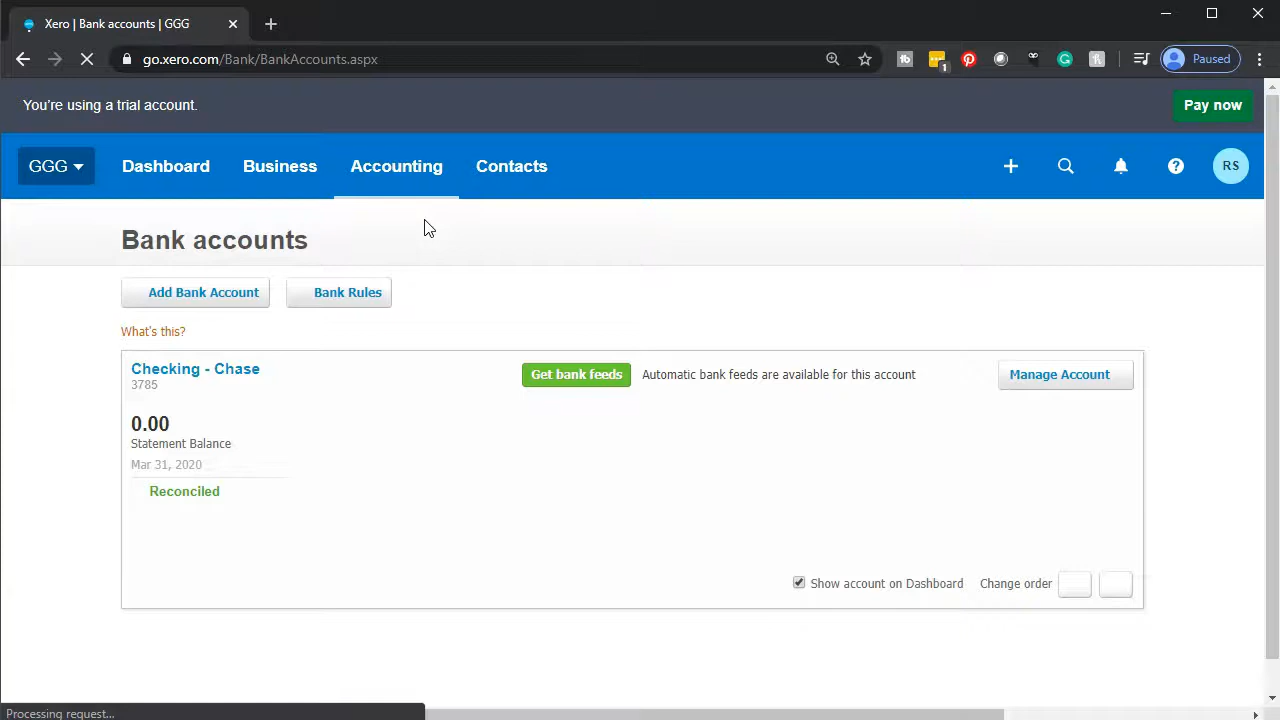 Xero | Bank accounts | GGG
go.xero.com/Bank/BankAccounts.aspx
1
Paused
You're using a trial account.
Pay now
GGG Dashboard Business Accounting Contacts
RS
Bank accounts
Add Bank Account Bank Rules
What's this?
Checking - Chase
3785
Get bank feeds Automatic bank feeds are available for this account Manage Account
0.00
Statement Balance
Mar 31, 2020
Reconciled
Show account on Dashboard Change order
Processing request...